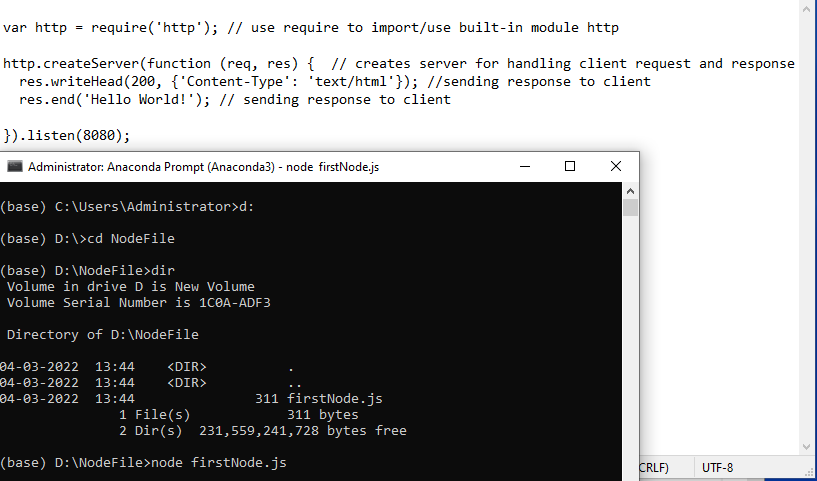 var http = require('http'); // use require to import/use built-in module http
http.createServer(function (req, res) {  // creates server for handling client request and response
  res.writeHead(200, {'Content-Type': 'text/html'}); //sending response to client
  res.end('Hello World!'); // sending response to client
}).listen(8080);
Administrator: Anaconda Prompt (Anaconda3) - node firstNode.js
(base) C:\Users\Administrator>d:
(base) D:\>cd NodeFile
(base) D:\NodeFile>dir
 Volume in drive D is New Volume
 Volume Serial Number is 1C0A-ADF3
 Directory of D:\NodeFile
04-03-2022  13:44    <DIR>          .
04-03-2022  13:44    <DIR>          ..
04-03-2022  13:44               311 firstNode.js
               1 File(s)            311 bytes
               2 Dir(s)  231,559,241,728 bytes free
(base) D:\NodeFile>node firstNode.js
CRLF) UTF-8